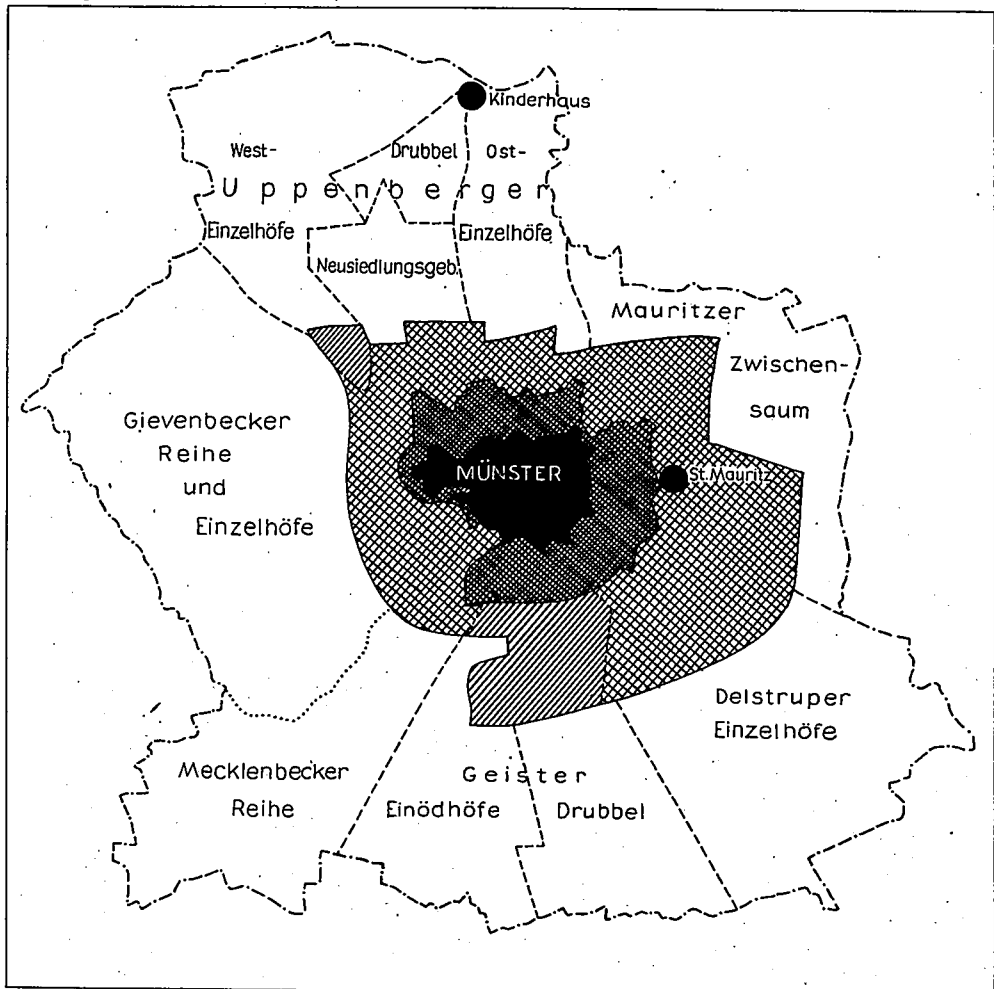 Kinderhaus
West- Drubbel Ost-
Uppenberger
Einzelhöfe Einzelhöfe
Neusiedlungsgeb.
Mauritzer
Zwischen-
saum
Gievenbecker
Reihe
und
Einzelhöfe
MÜNSTER
St.Mauritz
Delstruper
Einzelhöfe
Mecklenbecker
Reihe
Geister
Einödhöfe Drubbel